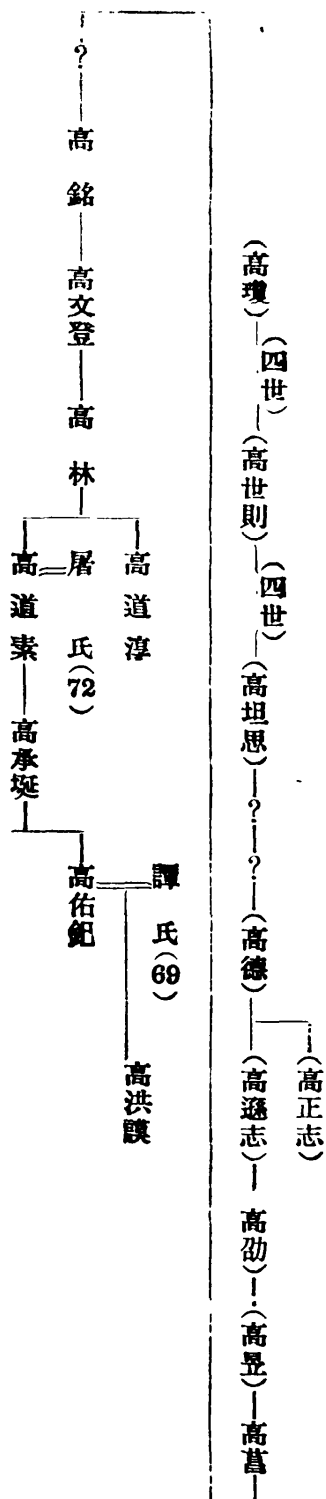 (高瓊)
(四世)
(高世則)
(四世)
(高坦思)
?
?
(高德)
(高正志)
(高遜志)
高劭)
(高昱)
高菖
?
高銘
高文登
高林
高道淳
屠氏(72)
高道素
高承埏
譚氏(69)
高佑釲
高洪謨